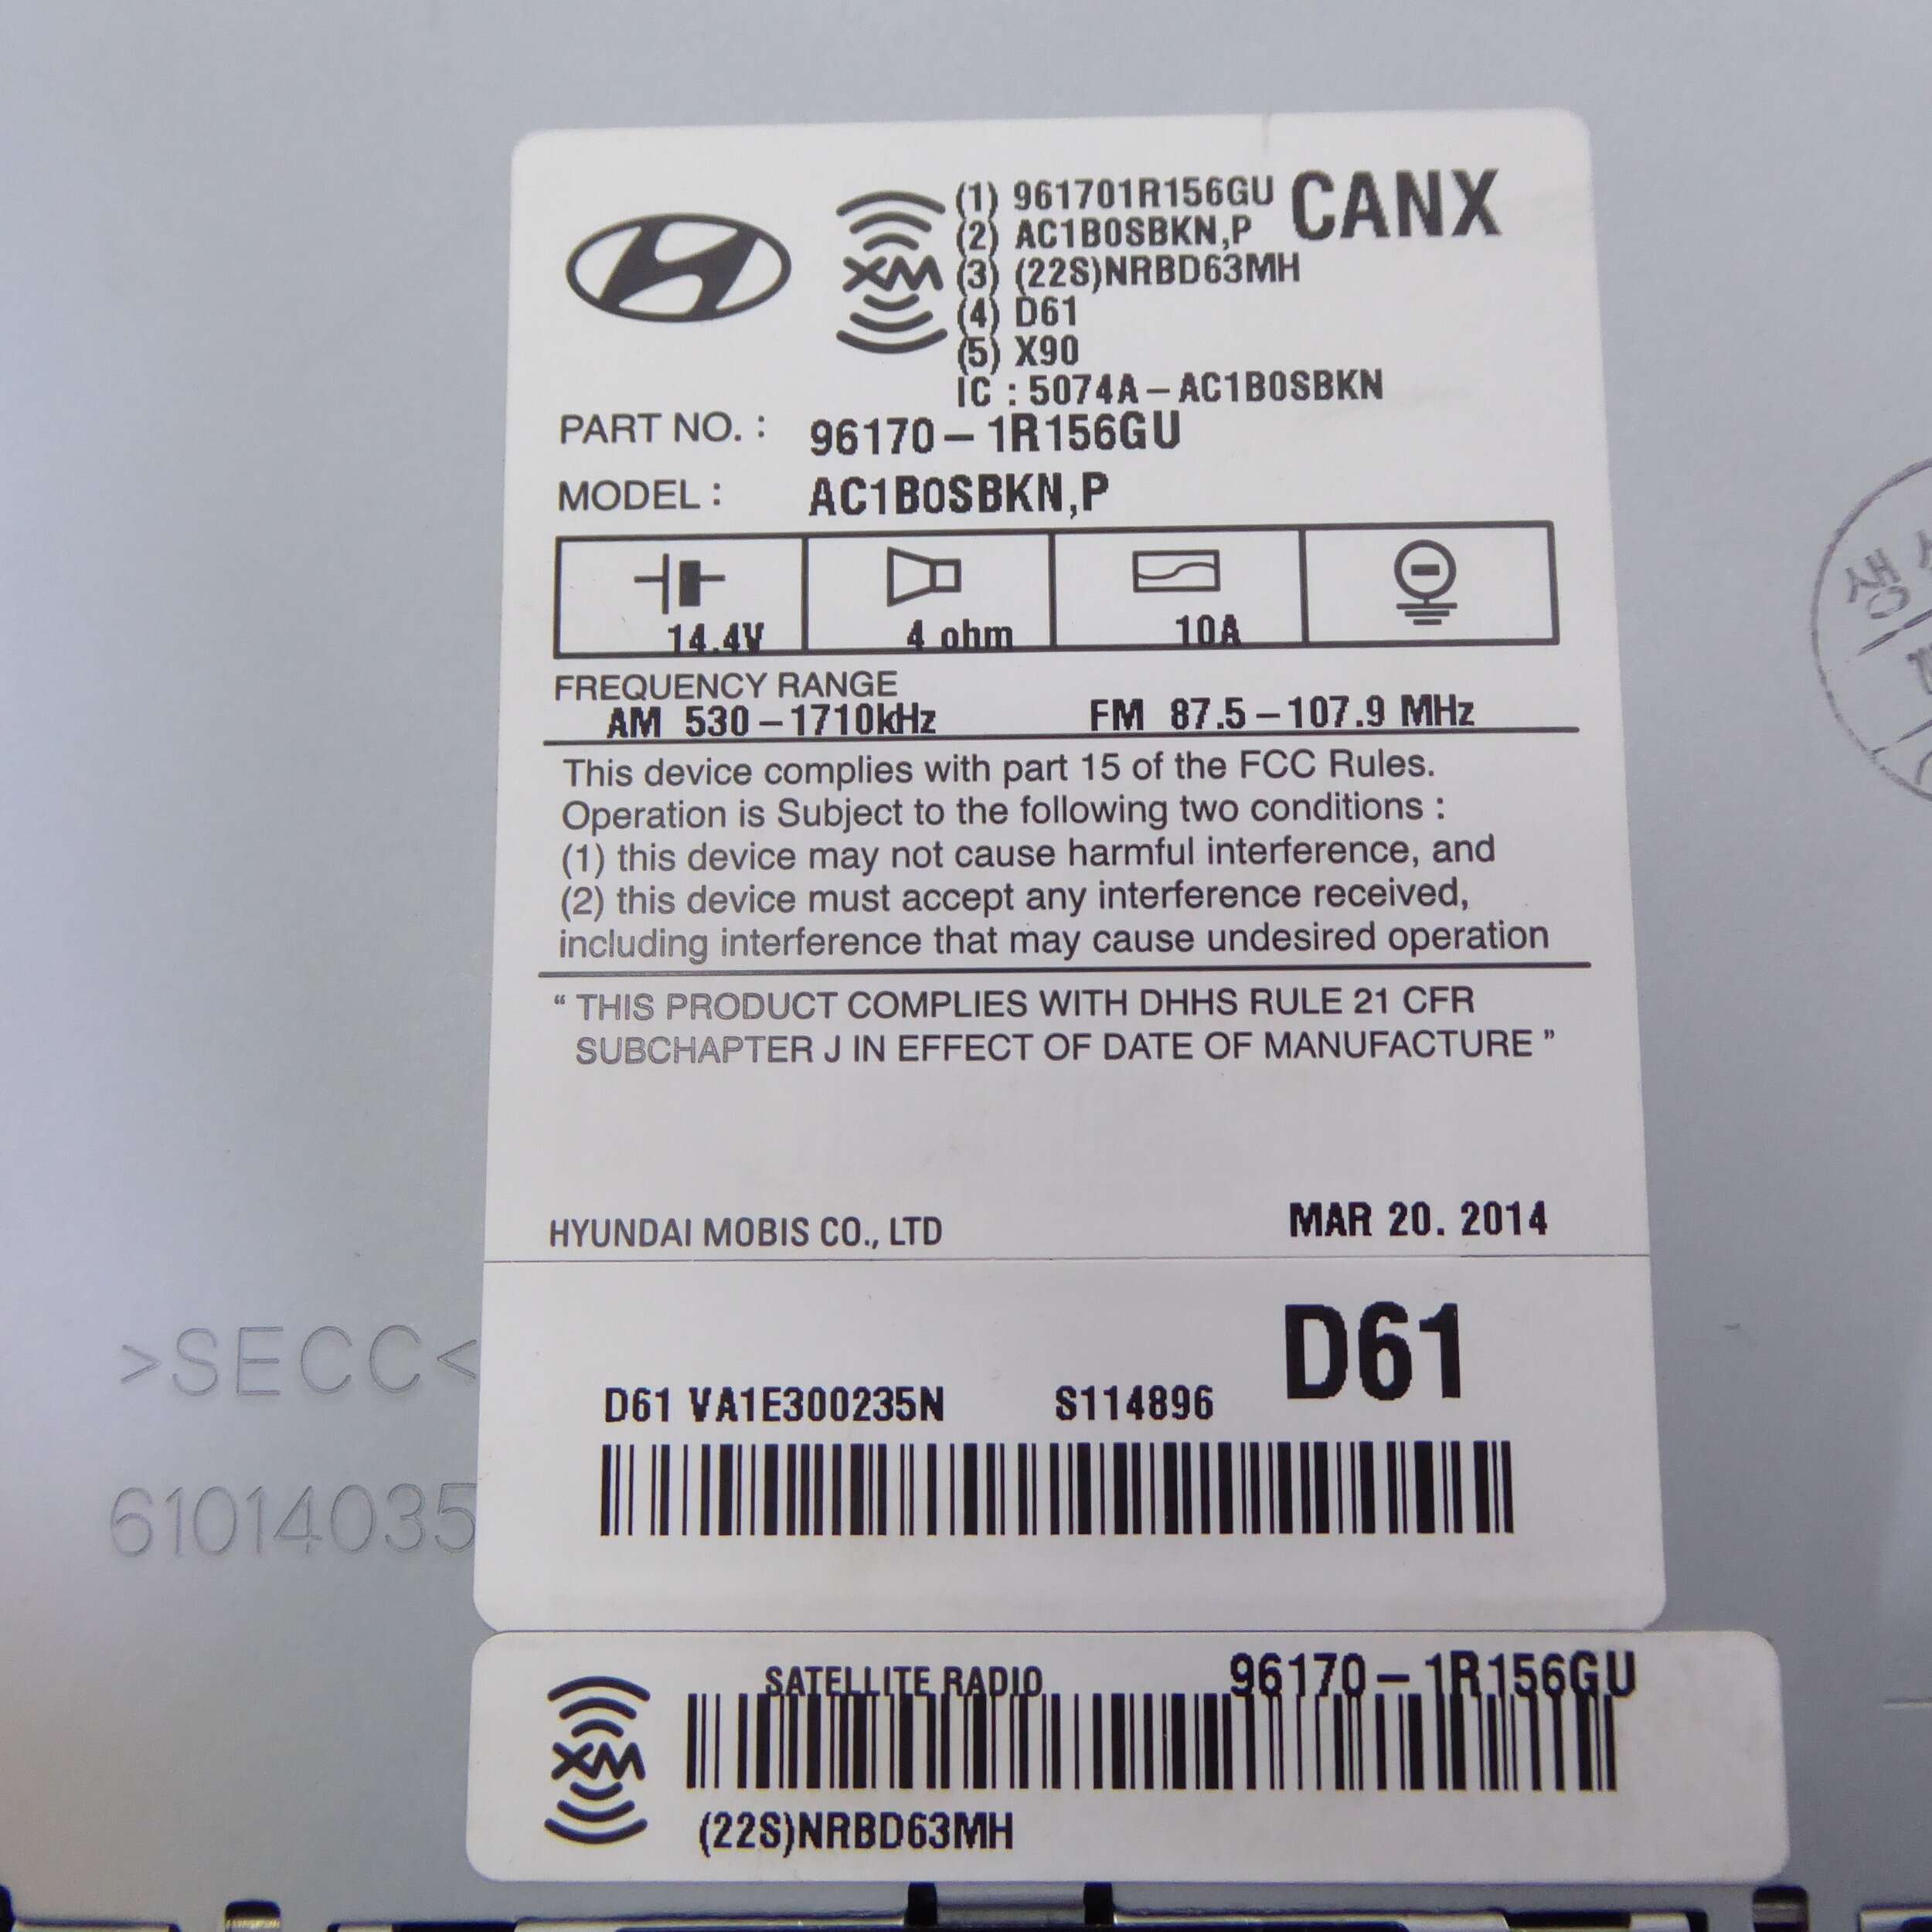 (1) 961701R156GU CANX
(2) AC1B0SBKN,P
XM (3) (22S)NRBD63MH
(4) D61
(5) X90
IC : 5074A-AC1B0SBKN
PART NO. : 96170-1R156GU
MODEL : AC1B0SBKN,P
14.4V 4 ohm 10A
FREQUENCY RANGE
AM 530-1710kHz FM 87.5-107.9 MHz
This device complies with part 15 of the FCC Rules.
Operation is Subject to the following two conditions :
(1) this device may not cause harmful interference, and
(2) this device must accept any interference received,
including interference that may cause undesired operation
“ THIS PRODUCT COMPLIES WITH DHHS RULE 21 CFR
SUBCHAPTER J IN EFFECT OF DATE OF MANUFACTURE ”
HYUNDAI MOBIS CO., LTD MAR 20. 2014
>SECC<
D61
D61 VA1E300235N S114896
61014035
SATELLITE RADIO 96170-1R156GU
XM
(22S)NRBD63MH
생